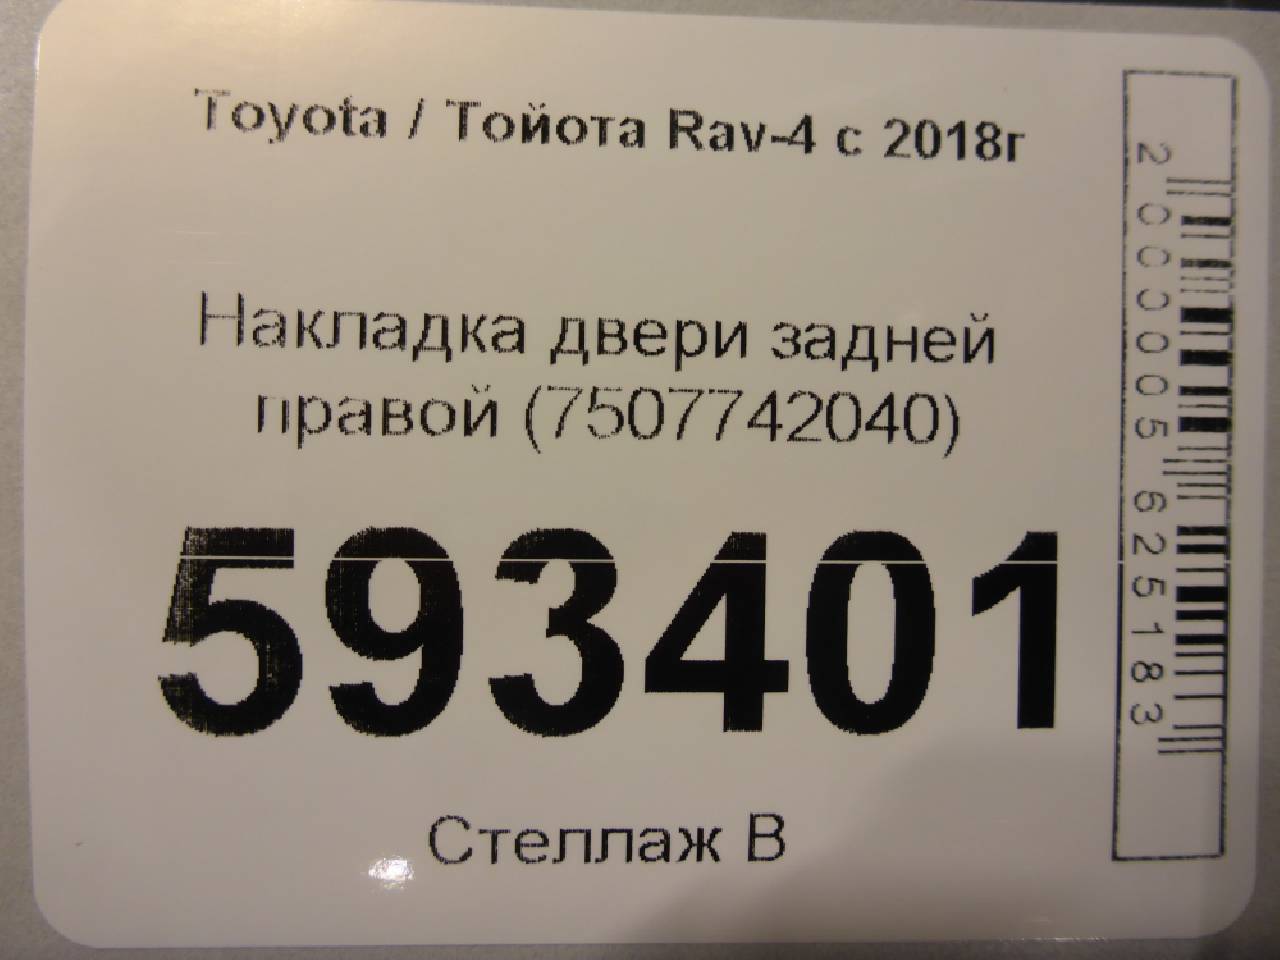 Toyota / Тойота Rav-4 с 2018г
Накладка двери задней
правой (7507742040)
593401
Стеллаж В
2000005625183